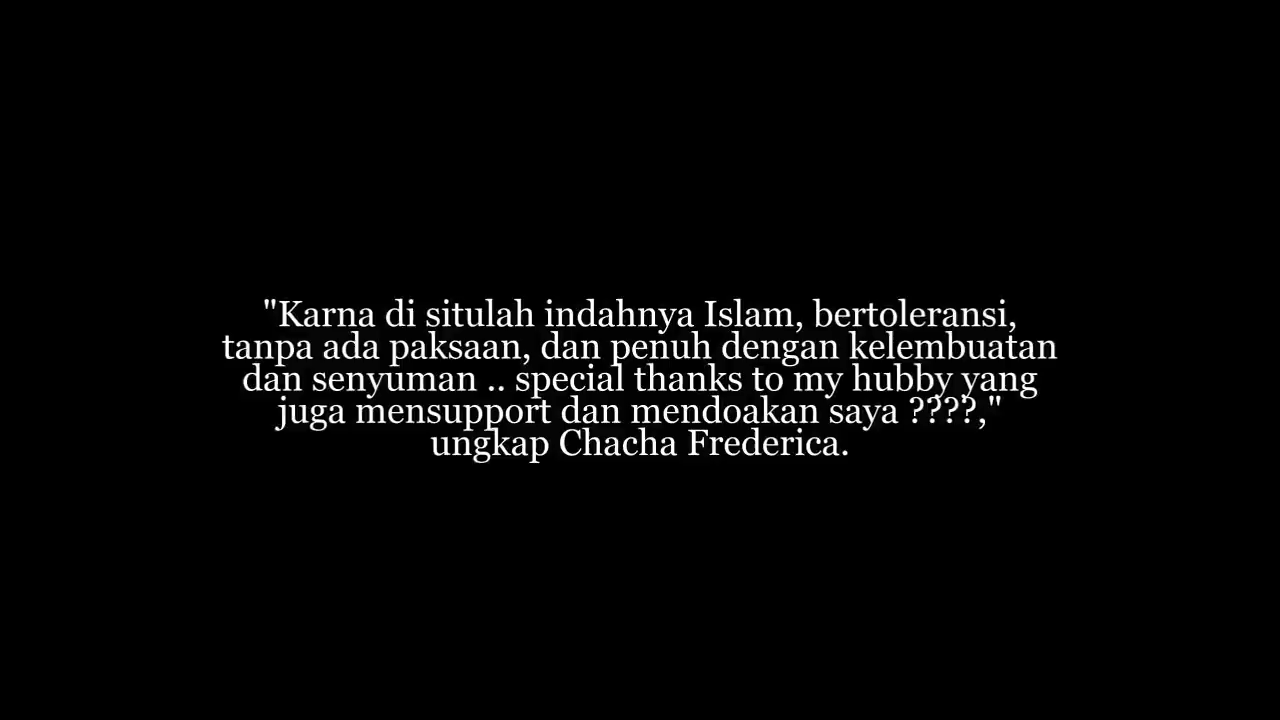 "Karna di situlah indahnya Islam, bertoleransi,
tanpa ada paksaan, dan penuh dengan kelembuatan
dan senyuman .. special thanks to my hubby yang
juga mensupport dan mendoakan saya ????,"
ungkap Chacha Frederica.